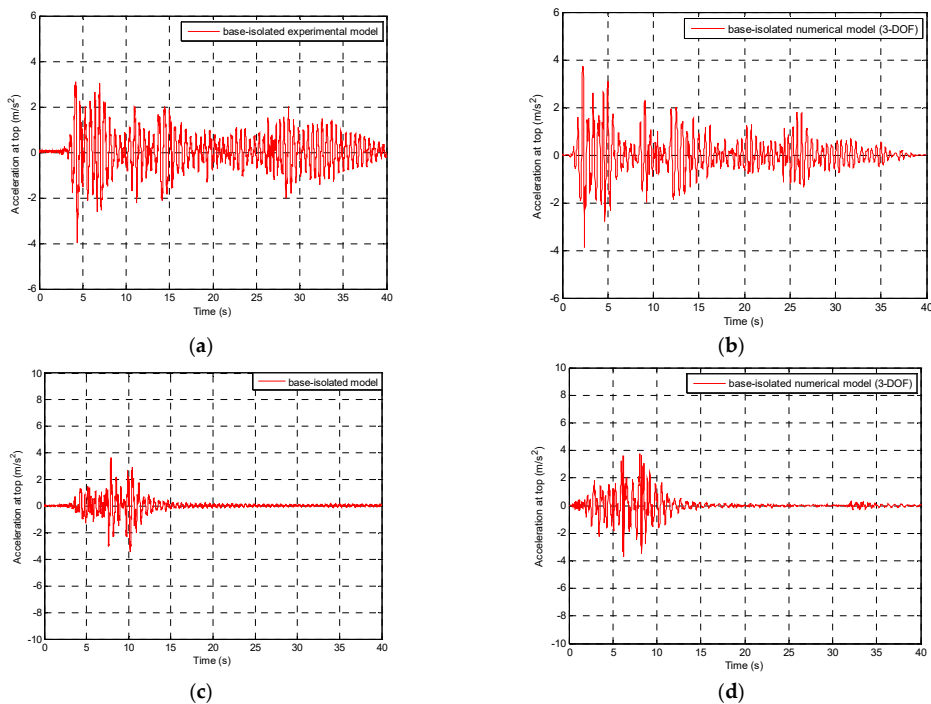 base-isolated experimental model
Acceleration at top (m/s²)
6
4
2
0
-2
-4
-6
0 5 10 15 20 25 30 35 40
Time (s)
(a)
base-isolated numerical model (3-DOF)
Acceleration at top (m/s²)
6
4
2
0
-2
-4
-6
0 5 10 15 20 25 30 35 40
Time (s)
(b)
base-isolated model
Acceleration at top (m/s²)
10
8
6
4
2
0
-2
-4
-6
-8
-10
0 5 10 15 20 25 30 35 40
Time (s)
(c)
base-isolated numerical model (3-DOF)
Acceleration at top (m/s²)
10
8
6
4
2
0
-2
-4
-6
-8
-10
0 5 10 15 20 25 30 35 40
Time (s)
(d)